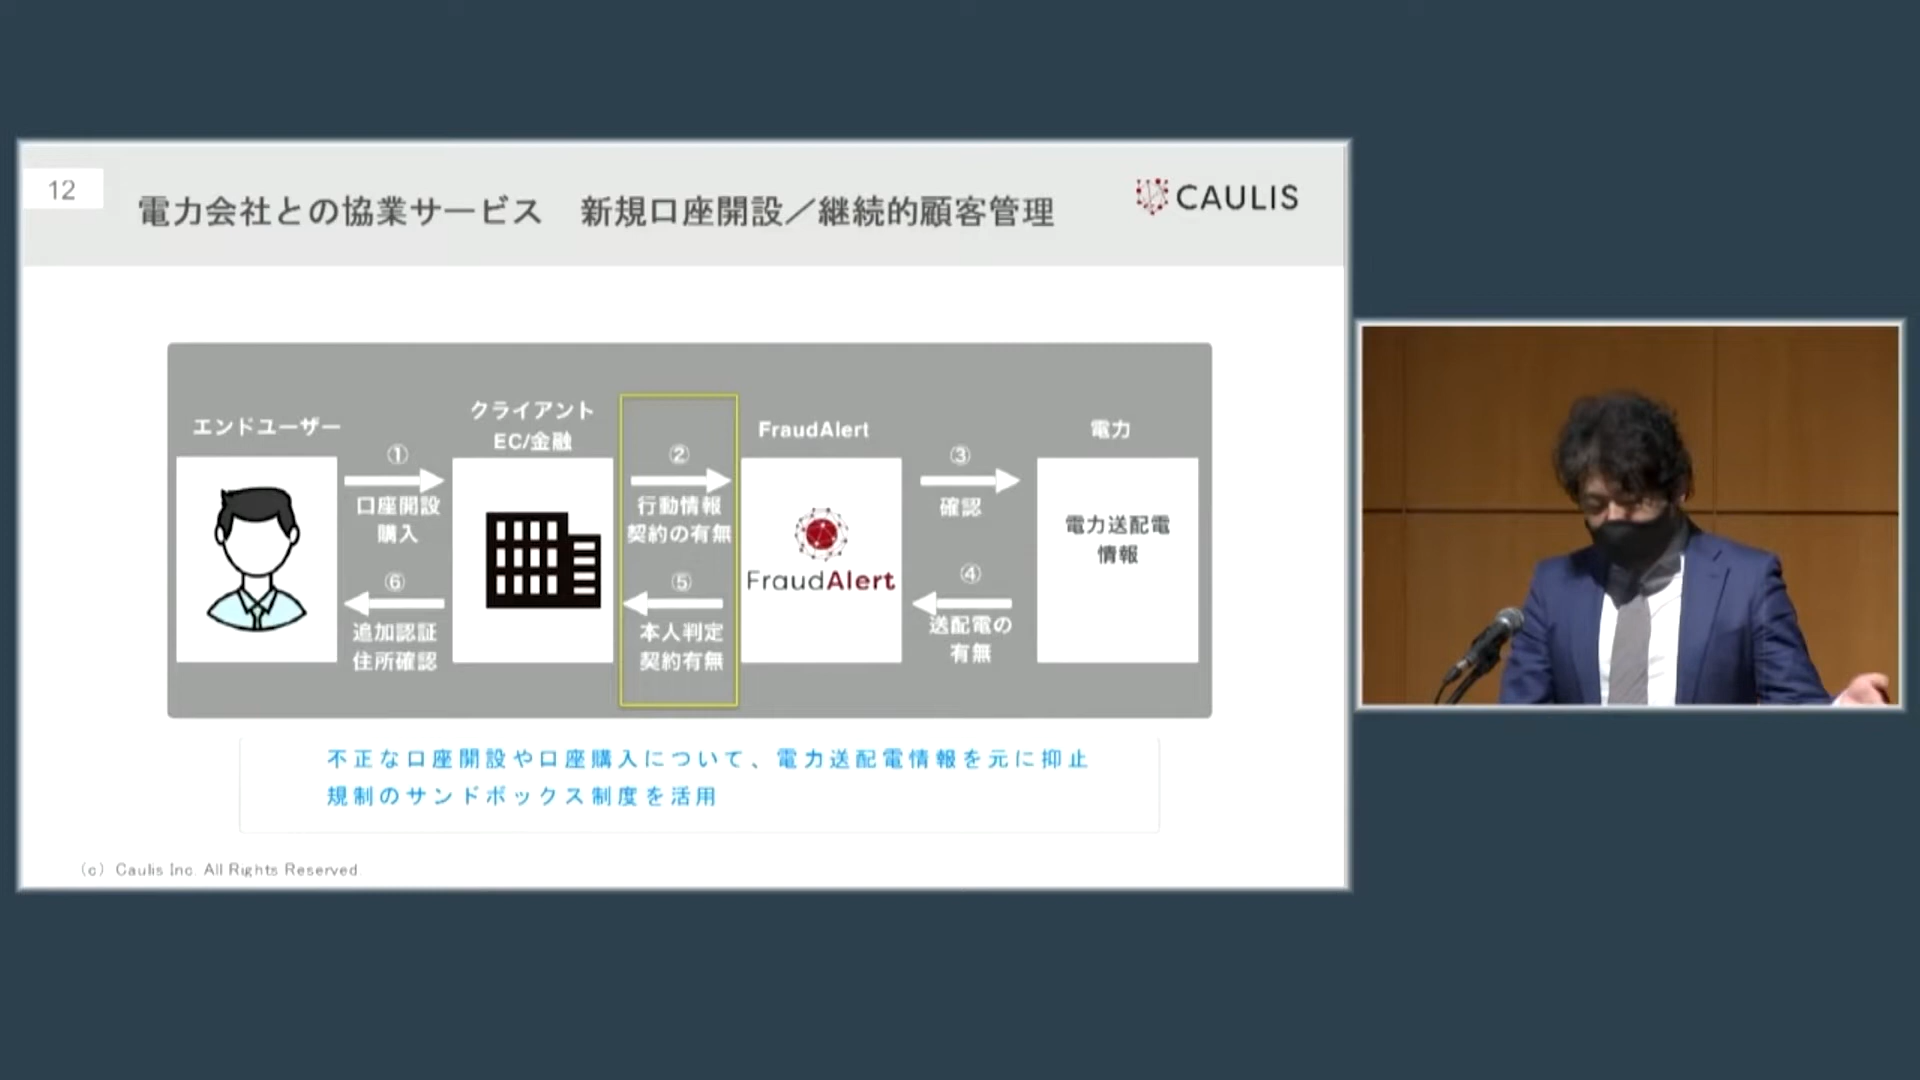 12
電力会社との協業サービス　新規口座開設／継続的顧客管理
CAULIS
エンドユーザー
クライアント
EC/金融
FraudAlert
電力
①
口座開設
購入
②
行動情報
契約の有無
③
確認
電力送配電
情報
FraudAlert
④
送配電の
有無
⑤
本人判定
契約有無
⑥
追加認証
住所確認
不正な口座開設や口座購入について、電力送配電情報を元に抑止
規制のサンドボックス制度を活用
（c）Caulis Inc. All Rights Reserved.